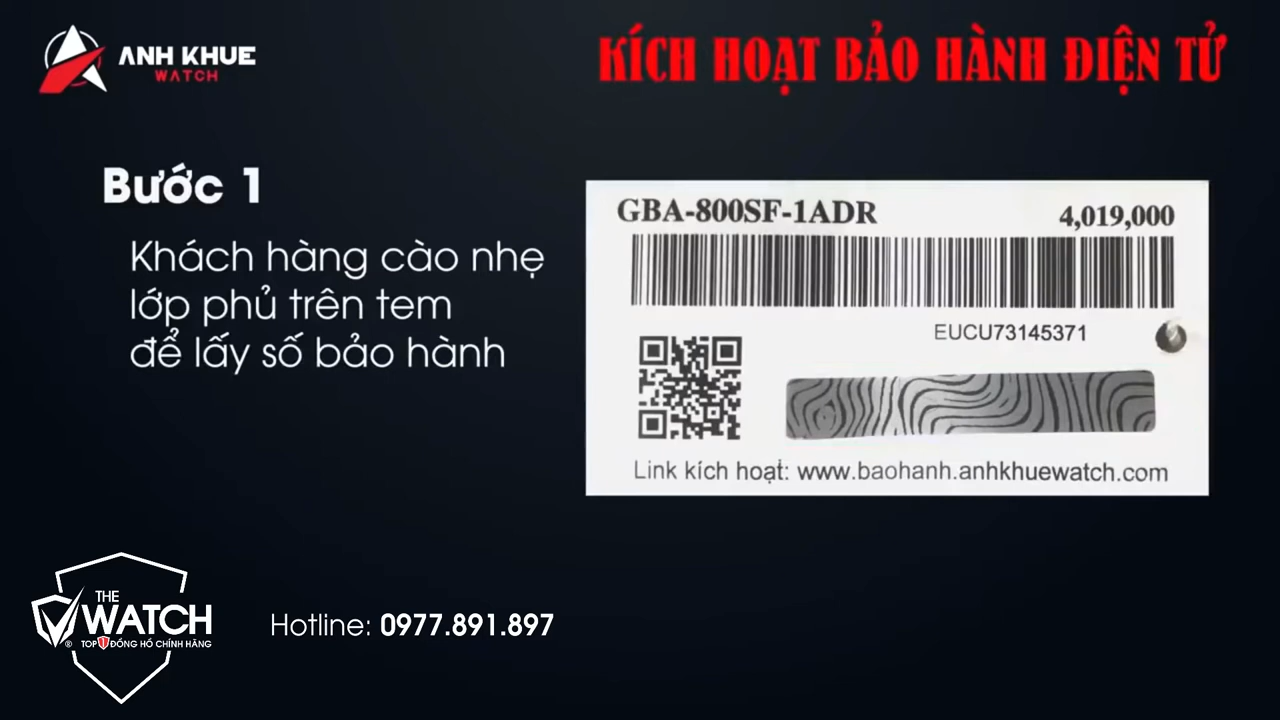 ANH KHUE
WATCH
KÍCH HOẠT BẢO HÀNH ĐIỆN TỬ
Bước 1
Khách hàng cào nhẹ
lớp phủ trên tem
để lấy số bảo hành
GBA-800SF-1ADR
4,019,000
EUCU73145371
Link kích hoạt: www.baohanh.anhkhuewatch.com
THE
WATCH
® TOP 1 ĐỒNG HỒ CHÍNH HÃNG
Hotline: 0977.891.897